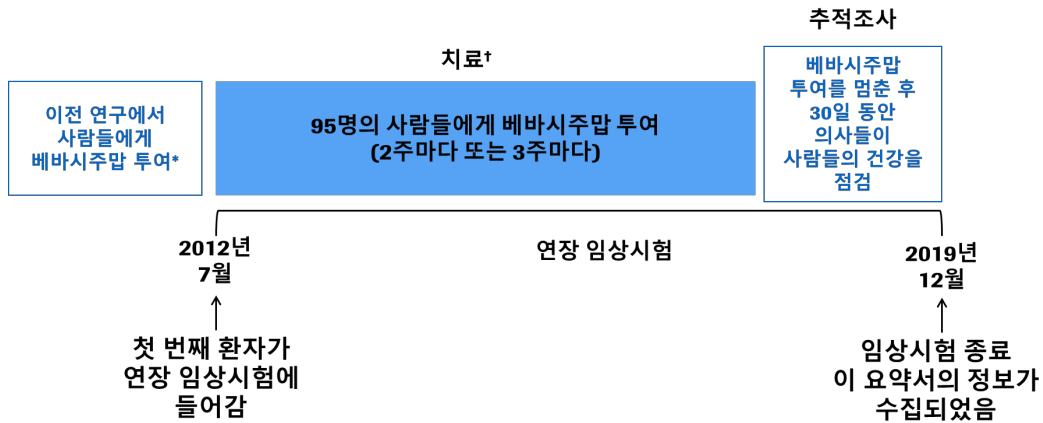 추적조사
치료†
이전 연구에서
사람들에게
베바시주맙 투여*
95명의 사람들에게 베바시주맙 투여
(2주마다 또는 3주마다)
베바시주맙
투여를 멈춘 후
30일 동안
의사들이
사람들의 건강을
점검
2012년
7월
연장 임상시험
2019년
12월
첫 번째 환자가
연장 임상시험에
들어감
임상시험 종료
이 요약서의 정보가
수집되었음